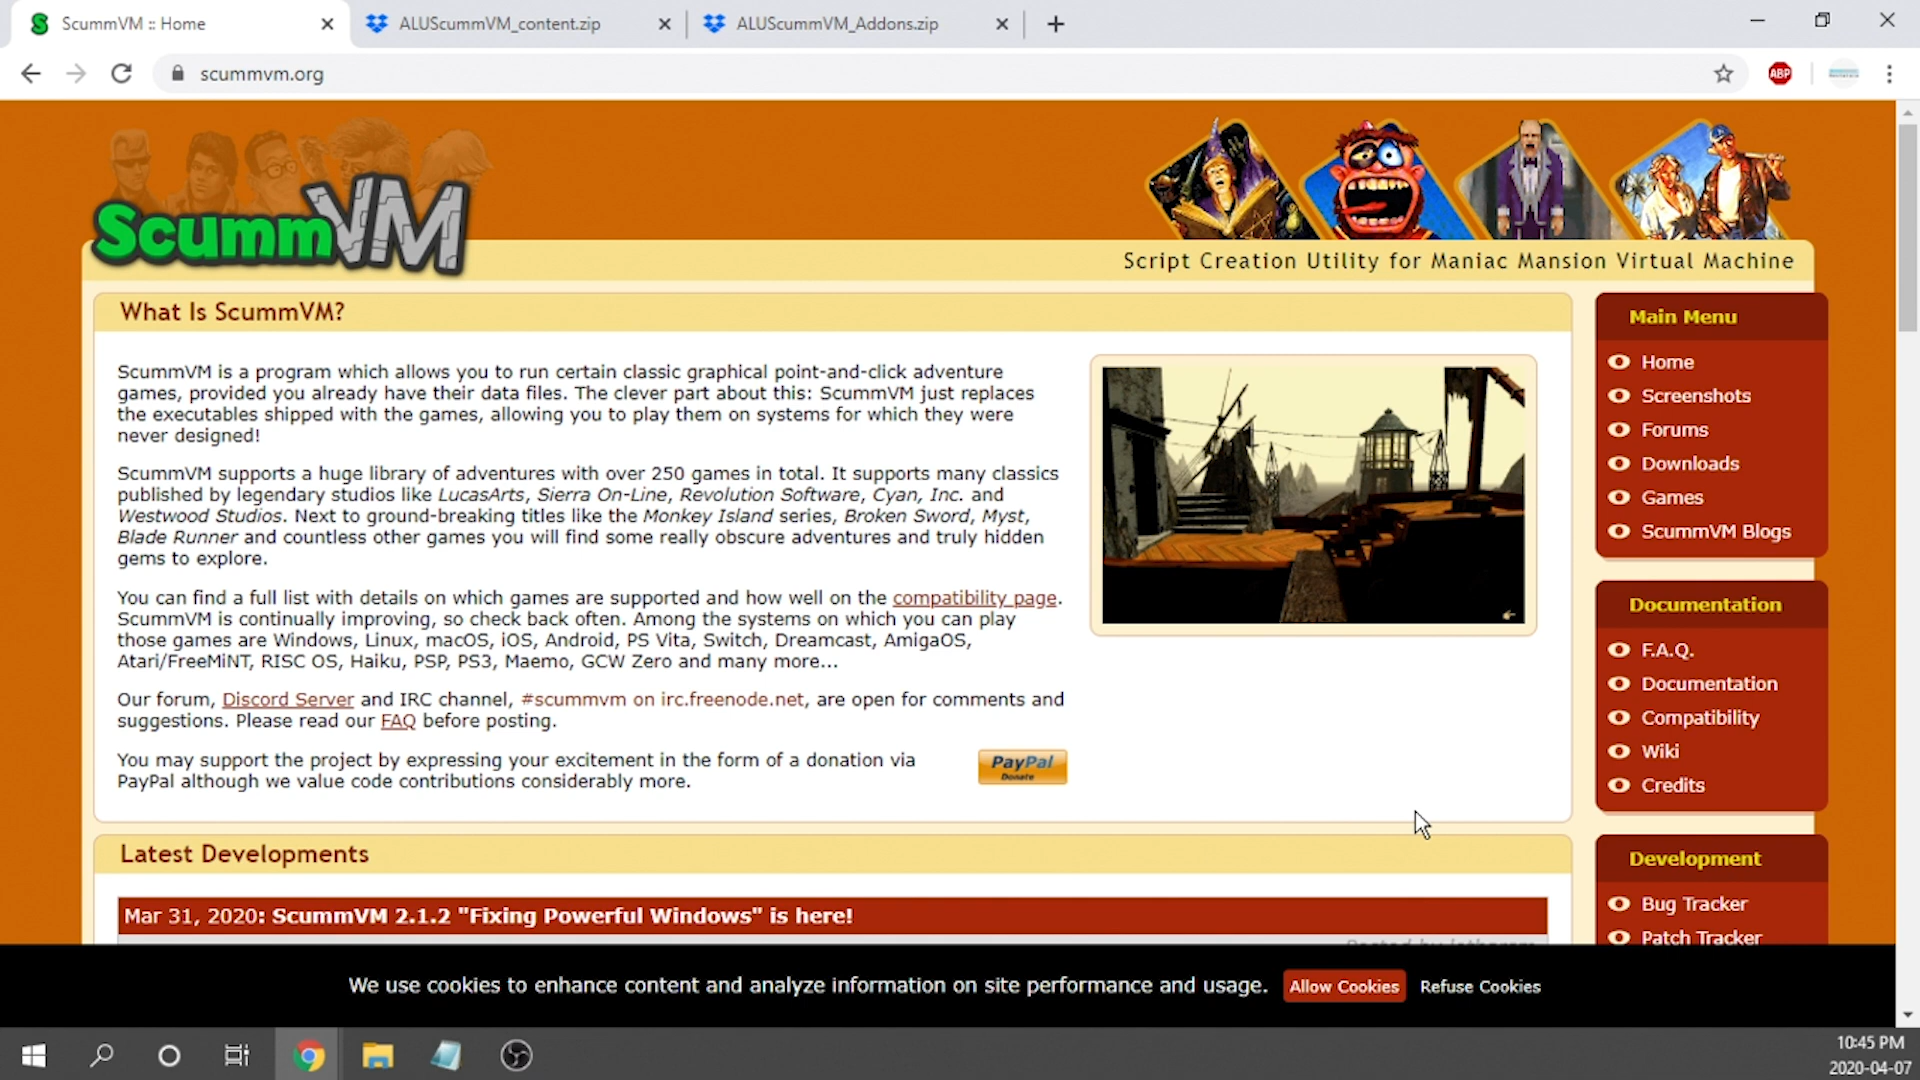 ScummVM :: Home
ALUScummVM_content.zip
ALUScummVM_Addons.zip
scummvm.org
ABP
ScummVM
Script Creation Utility for Maniac Mansion Virtual Machine
What Is ScummVM?
ScummVM is a program which allows you to run certain classic graphical point-and-click adventure
games, provided you already have their data files. The clever part about this: ScummVM just replaces
the executables shipped with the games, allowing you to play them on systems for which they were
never designed!
ScummVM supports a huge library of adventures with over 250 games in total. It supports many classics
published by legendary studios like LucasArts, Sierra On-Line, Revolution Software, Cyan, Inc. and
Westwood Studios. Next to ground-breaking titles like the Monkey Island series, Broken Sword, Myst,
Blade Runner and countless other games you will find some really obscure adventures and truly hidden
gems to explore.
You can find a full list with details on which games are supported and how well on the compatibility page.
ScummVM is continually improving, so check back often. Among the systems on which you can play
those games are Windows, Linux, macOS, iOS, Android, PS Vita, Switch, Dreamcast, AmigaOS,
Atari/FreeMiNT, RISC OS, Haiku, PSP, PS3, Maemo, GCW Zero and many more...
Our forum, Discord Server and IRC channel, #scummvm on irc.freenode.net, are open for comments and
suggestions. Please read our FAQ before posting.
You may support the project by expressing your excitement in the form of a donation via
PayPal although we value code contributions considerably more.
PayPal
Donate
Latest Developments
Mar 31, 2020: ScummVM 2.1.2 "Fixing Powerful Windows" is here!
Main Menu
Home
Screenshots
Forums
Downloads
Games
ScummVM Blogs
Documentation
F.A.Q.
Documentation
Compatibility
Wiki
Credits
Development
Bug Tracker
Patch Tracker
We use cookies to enhance content and analyze information on site performance and usage.
Allow Cookies
Refuse Cookies
10:45 PM
2020-04-07